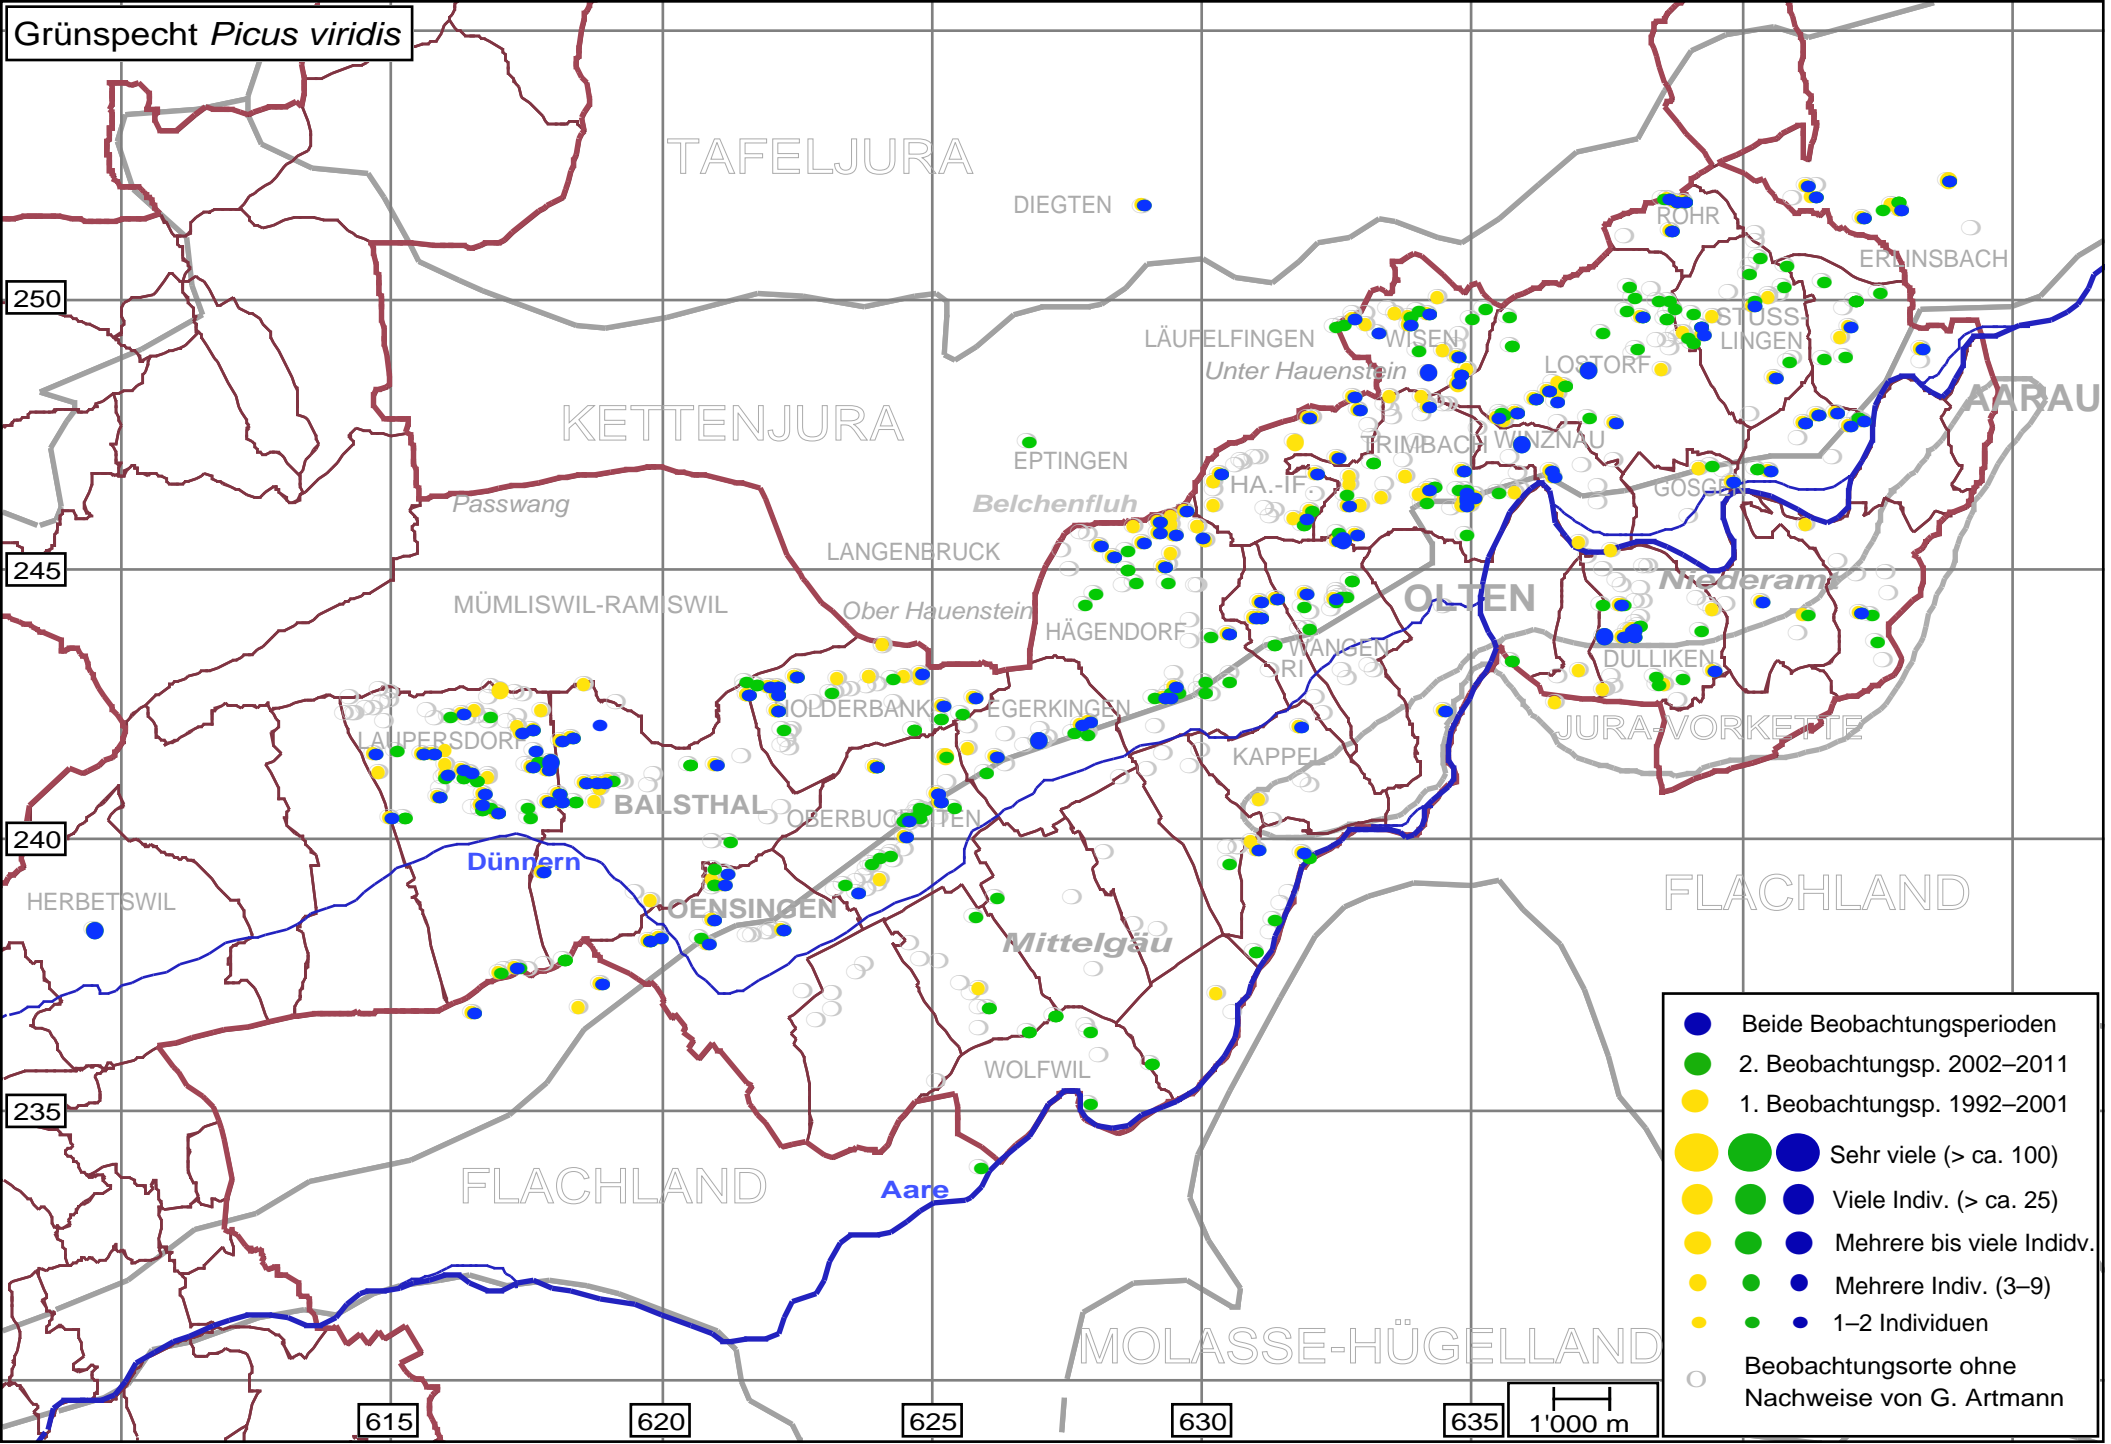 Grünspecht Picus viridis
TAFELJURA
DIEGTEN
ROHR
ERLINSBACH
250
LÄUFELFINGEN
WISEN
STÜSS-
LINGEN
Unter Hauenstein
LOSTORF
AARAU
KETTENJURA
EPTINGEN
TRIMBACH
WINZNAU
Passwang
Belchenfluh
HA.-IF.
GÖSGEN
LANGENBRUCK
245
Niederamt
MÜMLISWIL-RAMISWIL
Ober Hauenstein
OLTEN
HÄGENDORF
WANGEN
RI
DULLIKEN
HOLDERBANK
EGERKINGEN
LAUPERSDORF
JURA-VORKETTE
KAPPEL
BALSTHAL
OBERBUCHSITEN
240
Dünnern
HERBETSWIL
OENSINGEN
FLACHLAND
Mittelgäu
WOLFWIL
235
FLACHLAND
Aare
MOLASSE-HÜGELLAND
615
620
625
630
635
1'000 m
Beide Beobachtungsperioden
2. Beobachtungsp. 2002–2011
1. Beobachtungsp. 1992–2001
Sehr viele (> ca. 100)
Viele Indiv. (> ca. 25)
Mehrere bis viele Indidv.
Mehrere Indiv. (3–9)
1–2 Individuen
Beobachtungsorte ohne
Nachweise von G. Artmann